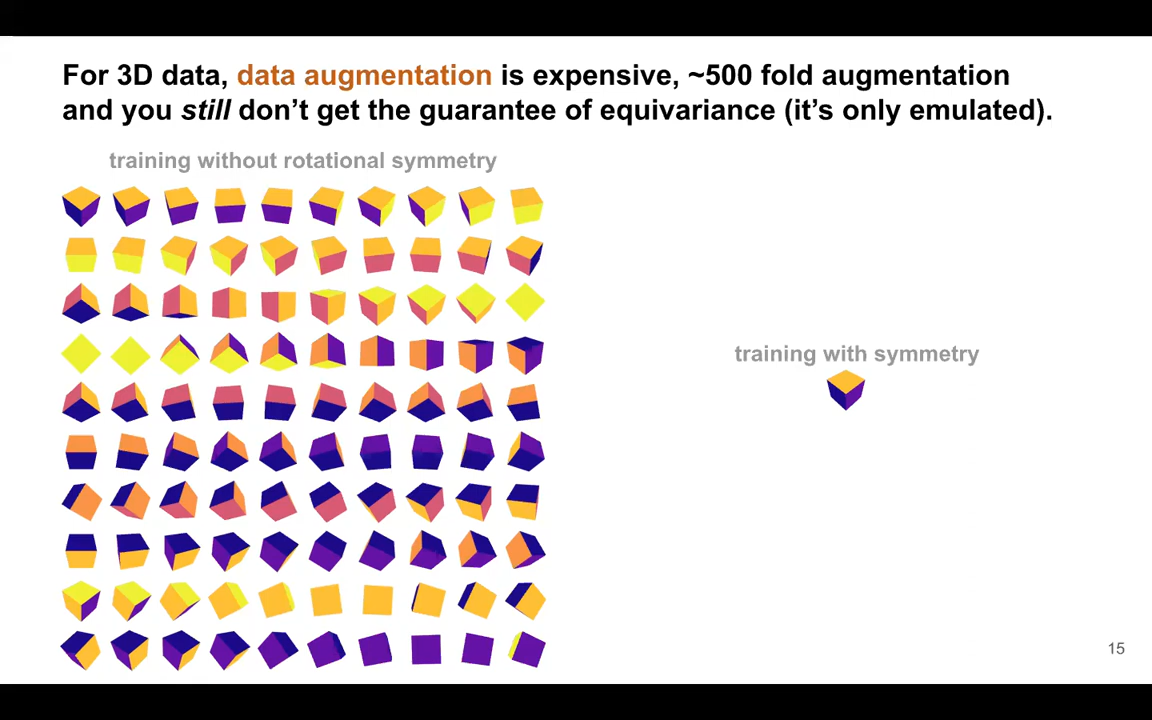 For 3D data, data augmentation is expensive, ~500 fold augmentation
and you still don’t get the guarantee of equivariance (it’s only emulated).
training without rotational symmetry
training with symmetry
15